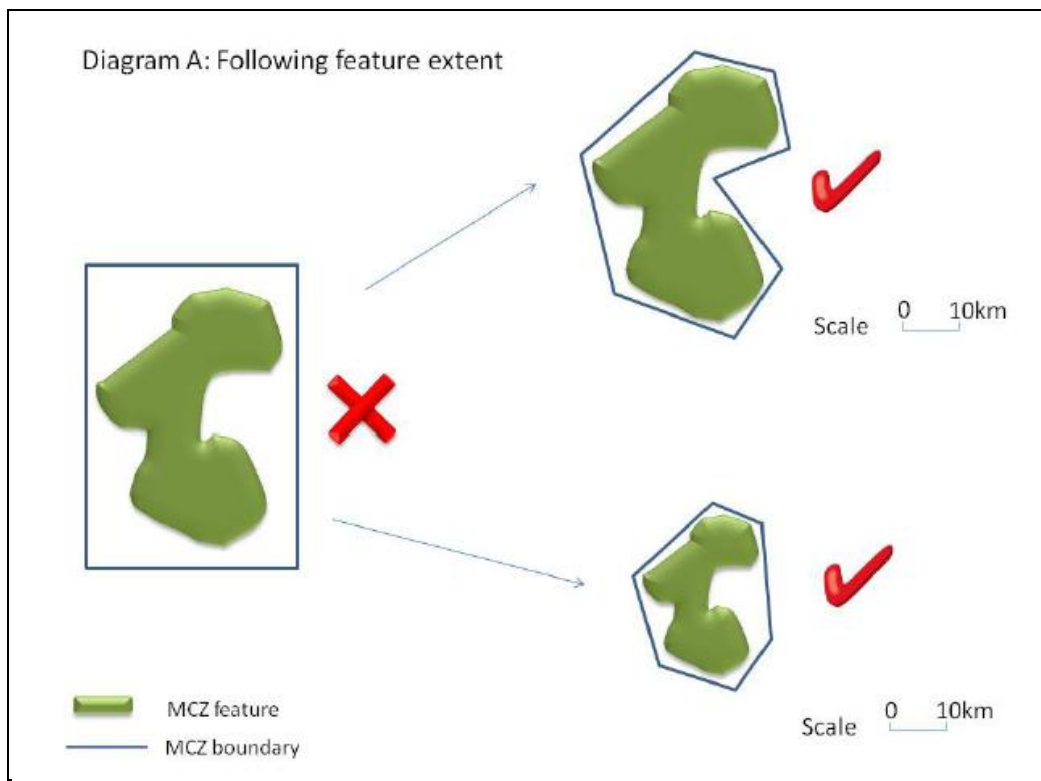 Diagram A: Following feature extent
Scale 0 10km
MCZ feature
MCZ boundary
Scale 0 10km